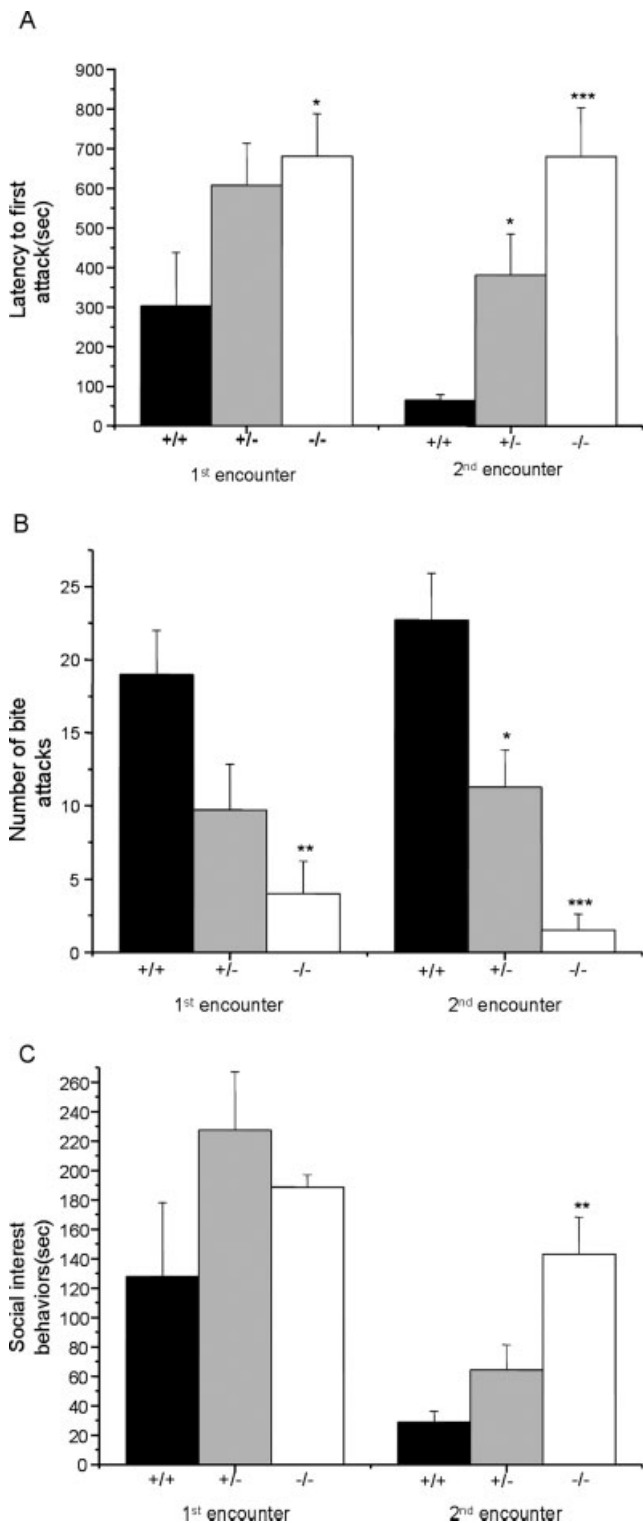 A
Latency to first
attack(sec)
900
800
700
600
500
400
300
200
100
0
* * ***
+/+ +/- -/- +/+ +/- -/-
1st encounter 2nd encounter
B
Number of bite
attacks
25
20
15
10
5
0
** * ***
+/+ +/- -/- +/+ +/- -/-
1st encounter 2nd encounter
C
Social interest
behaviors(sec)
260
240
220
200
180
160
140
120
100
80
60
40
20
0
**
+/+ +/- -/- +/+ +/- -/-
1st encounter 2nd encounter